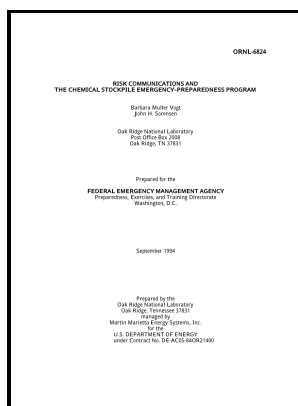 ORNL-6824
RISK COMMUNICATIONS AND
THE CHEMICAL STOCKPILE EMERGENCY-PREPAREDNESS PROGRAM
Barbara Muller Vogt
John H. Sorensen
Oak Ridge National Laboratory
Post Office Box 2008
Oak Ridge, TN 37831
Prepared for the
FEDERAL EMERGENCY MANAGEMENT AGENCY
Preparedness, Exercises, and Training Directorate
Washington, D.C.
September 1994
Prepared by the
Oak Ridge National Laboratory
Oak Ridge, Tennessee 37831
managed by
Martin Marietta Energy Systems, Inc.
for the
U.S. DEPARTMENT OF ENERGY
under Contract No. DE-AC05-84OR21400